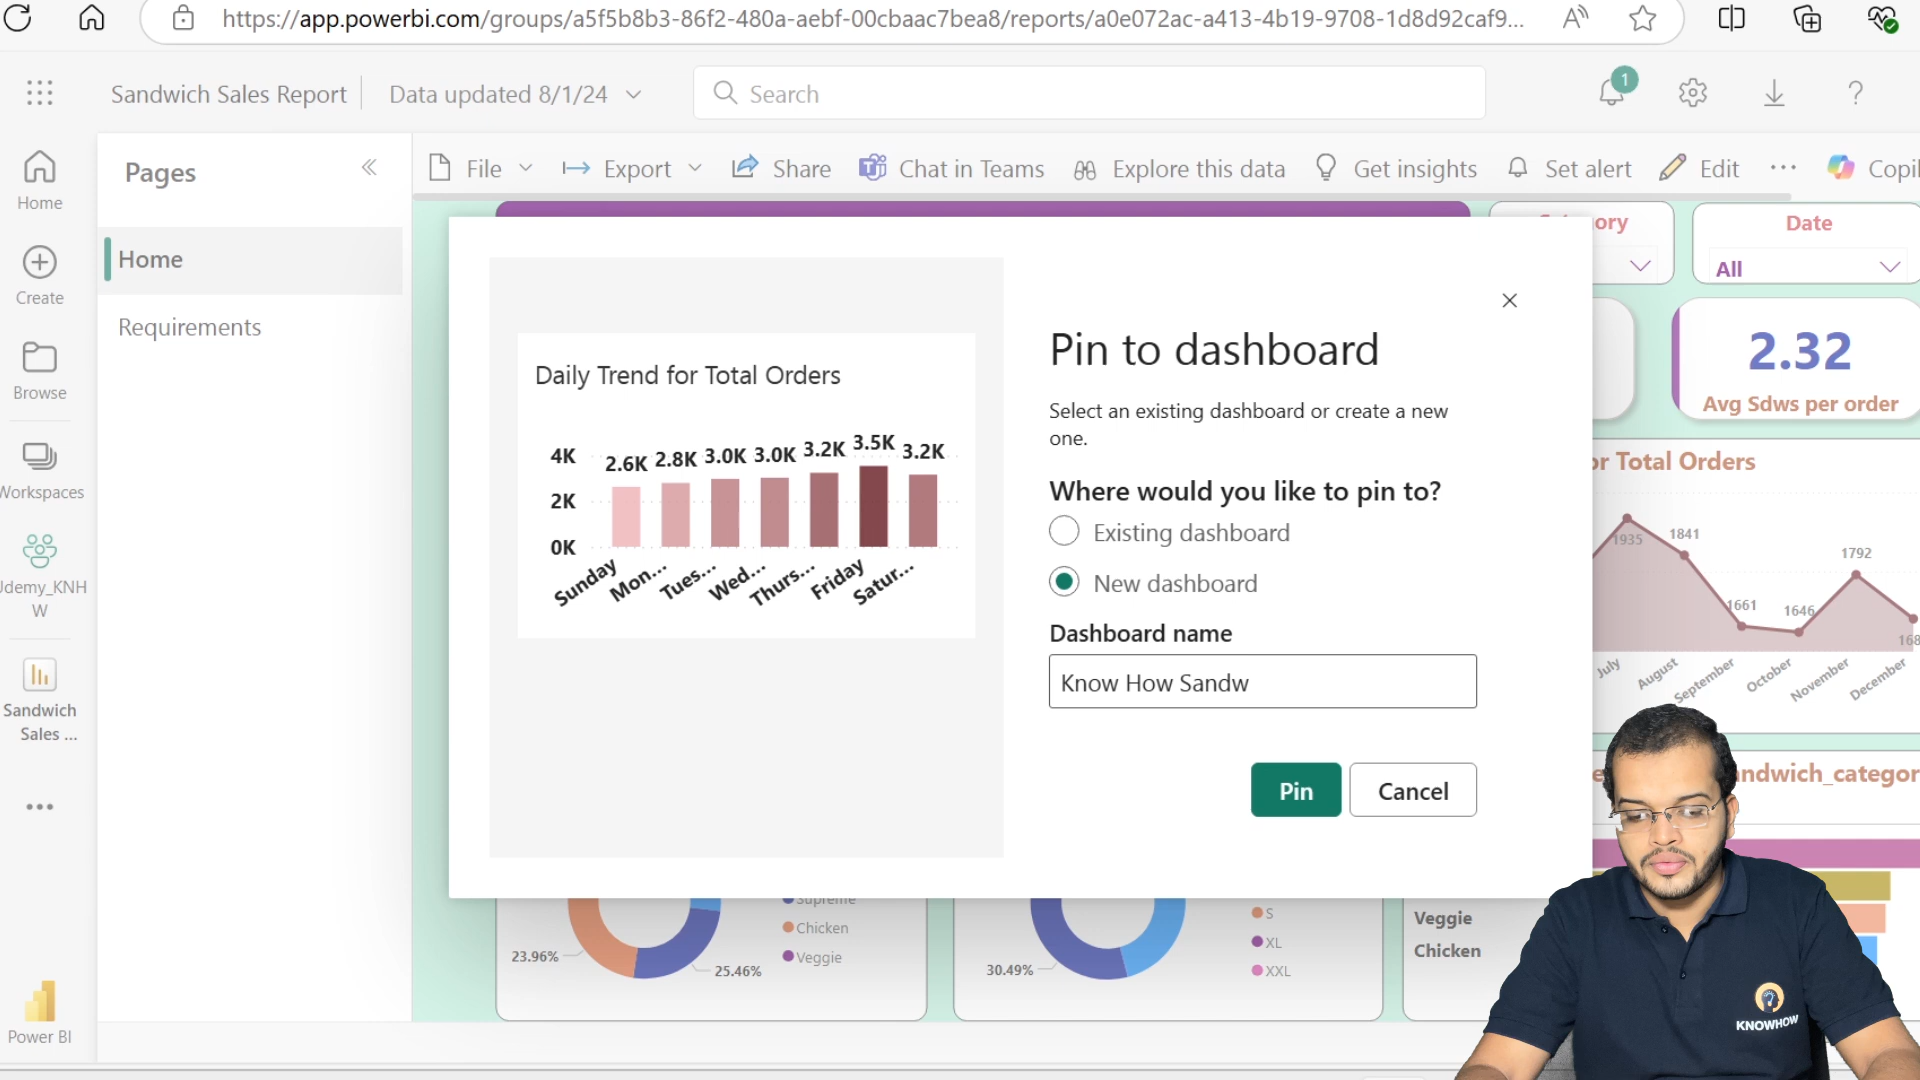 https://app.powerbi.com/groups/a5f5b8b3-86f2-480a-aebf-00cbaac7bea8/reports/a0e072ac-a413-4b19-9708-1d8d92caf9...
Sandwich Sales Report
Data updated 8/1/24
Search
1
?
Home
Create
Browse
Workspaces
Udemy_KNH
W
Sandwich
Sales ...
Power BI
Pages
Home
Requirements
File
Export
Share
Chat in Teams
Explore this data
Get insights
Set alert
Edit
Copil
ory
Date
All
2.32
Avg Sdws per order
or Total Orders
1935
1841
1661
1646
1792
168
July
August
September
October
November
December
Daily Trend for Total Orders
4K
2K
0K
2.6K
2.8K
3.0K
3.0K
3.2K
3.5K
3.2K
Sunday
Mon...
Tues...
Wed...
Thurs...
Friday
Satur...
Pin to dashboard
Select an existing dashboard or create a new
one.
Where would you like to pin to?
Existing dashboard
New dashboard
Dashboard name
Know How Sandw
Pin
Cancel
andwich_categor
Supreme
Chicken
Veggie
23.96%
25.46%
S
XL
XXL
30.49%
Veggie
Chicken
KNOWHOW